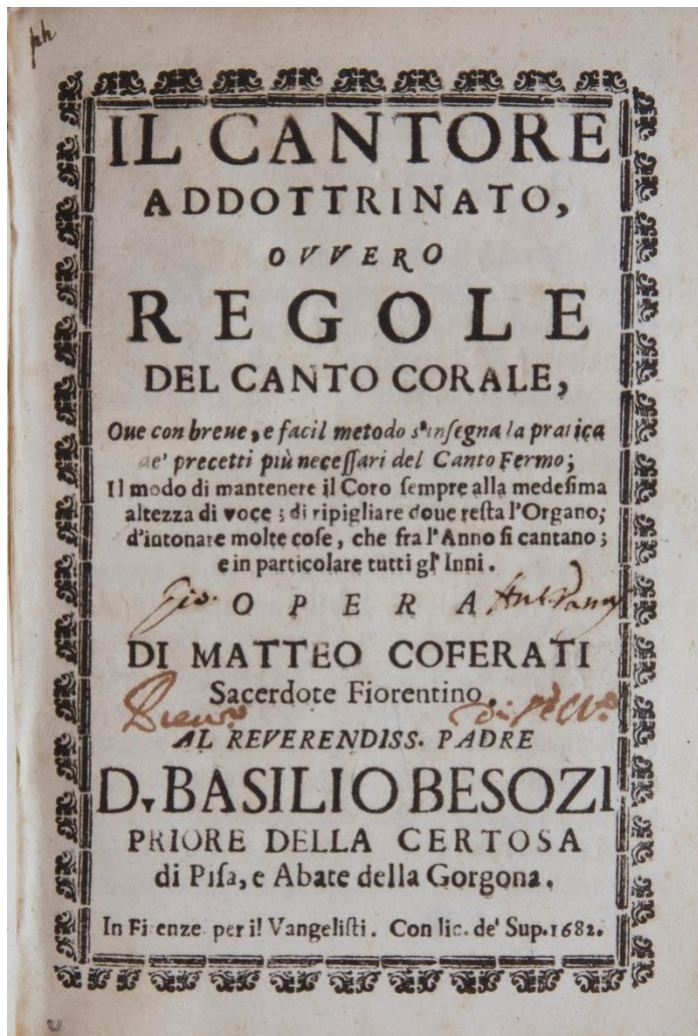 ph
IL CANTORE
ADDOTTRINATO,
OVVERO
REGOLE
DEL CANTO CORALE,
Oue con breue, e facil metodo s'insegna la pratica
de' precetti più necessari del Canto Fermo;
Il modo di mantenere il Coro sempre alla medesima
altezza di voce; di ripigliare doue resta l'Organo;
d'intonare molte cose, che fra l'Anno si cantano;
e in particolare tutti gl' Inni.
Gio. OPERA
DI MATTEO COFERATI
Sacerdote Fiorentino.
di
AL REVERENDISS. PADRE
D. BASILIO BESOZI
PRIORE DELLA CERTOSA
di Pisa, e Abate della Gorgona.
In Fi enze per il Vangelisti. Con lic. de' Sup. 1682.